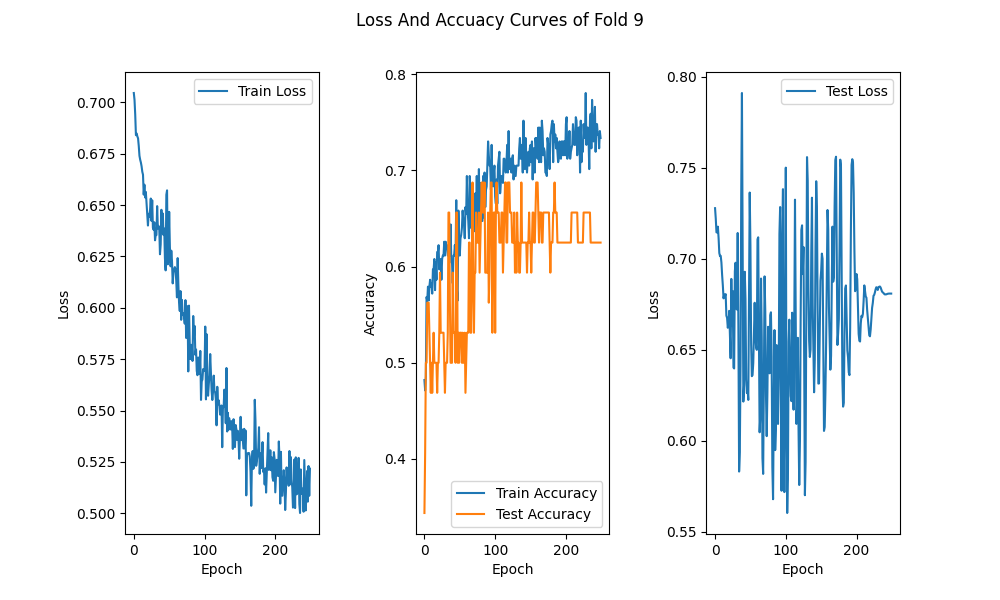 Loss And Accuacy Curves of Fold 9
Train Loss
0.700
0.675
0.650
0.625
0.600
0.575
0.550
0.525
0.500
Loss
0
100
200
Epoch
0.8
0.7
0.6
0.5
0.4
Accuracy
Train Accuracy
Test Accuracy
0
100
200
Epoch
Test Loss
0.80
0.75
0.70
0.65
0.60
0.55
Loss
0
100
200
Epoch